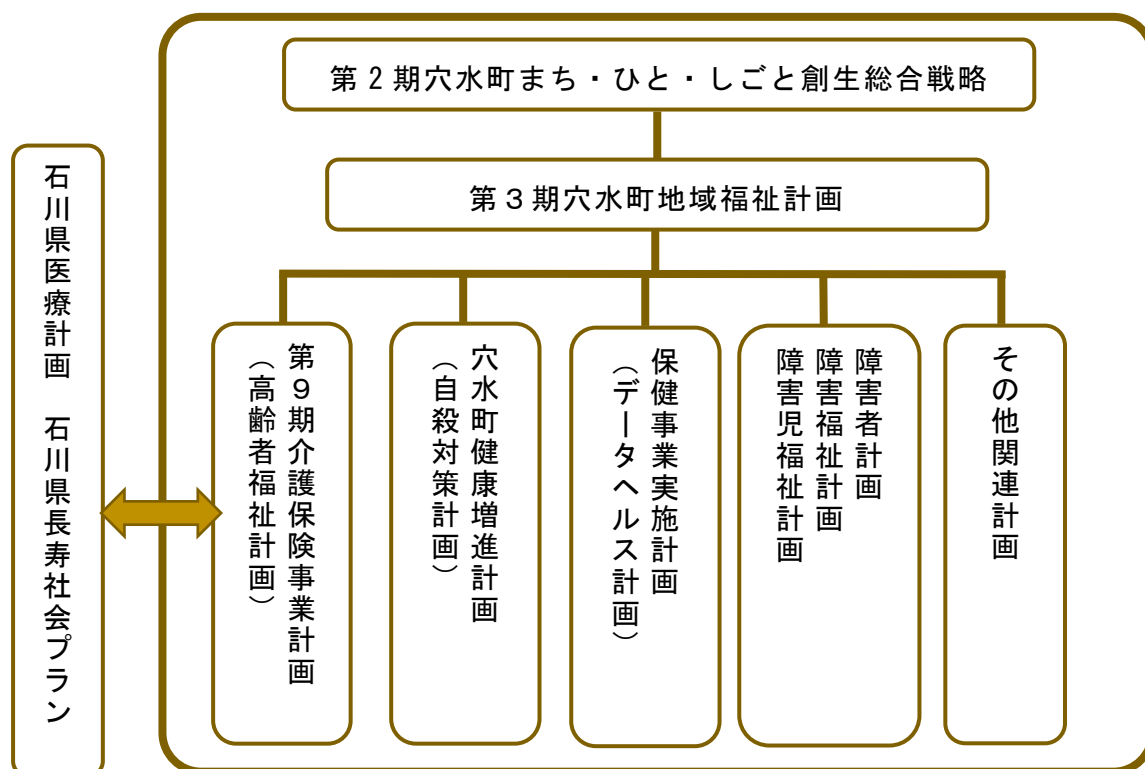 第2期穴水町まち・ひと・しごと創生総合戦略
第3期穴水町地域福祉計画
石川県医療計画　石川県長寿社会プラン
第9期介護保険事業計画
（高齢者福祉計画）
穴水町健康増進計画
（自殺対策計画）
保健事業実施計画
（データヘルス計画）
障害者計画
障害福祉計画
障害児福祉計画
その他関連計画